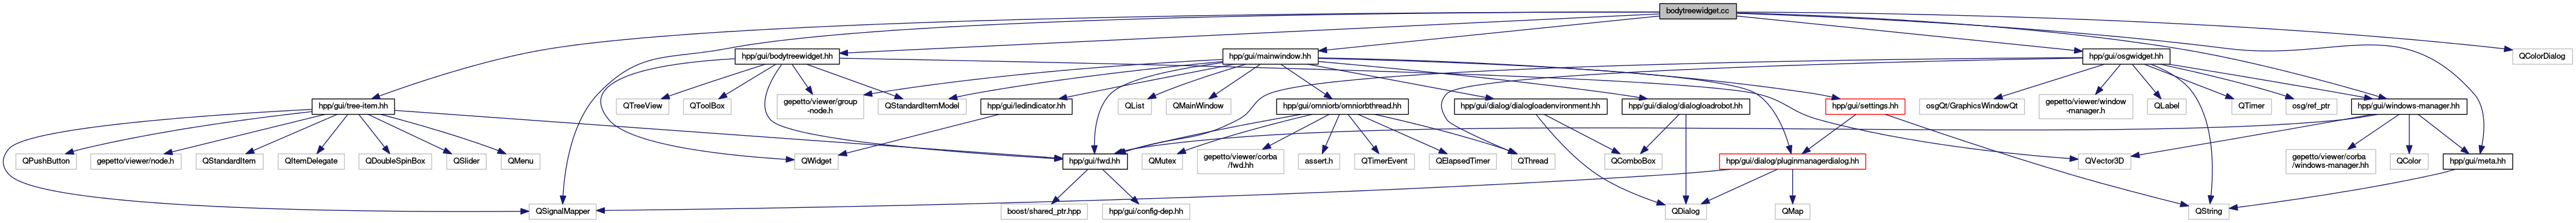 bodytreewidget.cc
hpp/gui/bodytreewidget.hh
hpp/gui/mainwindow.hh
hpp/gui/osgwidget.hh
QColorDialog
hpp/gui/tree-item.hh
QTreeView
QToolBox
gepetto/viewer/group
-node.h
QStandardItemModel
hpp/gui/ledindicator.hh
QList
QMainWindow
hpp/gui/omniorb/omniorbthread.hh
hpp/gui/dialog/dialogloadenvironment.hh
hpp/gui/dialog/dialogloadrobot.hh
hpp/gui/settings.hh
osgQt/GraphicsWindowQt
gepetto/viewer/window
-manager.h
QLabel
QTimer
osg/ref_ptr
hpp/gui/windows-manager.hh
QPushButton
gepetto/viewer/node.h
QStandardItem
QItemDelegate
QDoubleSpinBox
QSlider
QMenu
QWidget
hpp/gui/fwd.hh
QMutex
gepetto/viewer/corba
/fwd.hh
assert.h
QTimerEvent
QElapsedTimer
QThread
QComboBox
hpp/gui/dialog/pluginmanagerdialog.hh
QVector3D
gepetto/viewer/corba
/windows-manager.hh
QColor
hpp/gui/meta.hh
QSignalMapper
boost/shared_ptr.hpp
hpp/gui/config-dep.hh
QDialog
QMap
QString